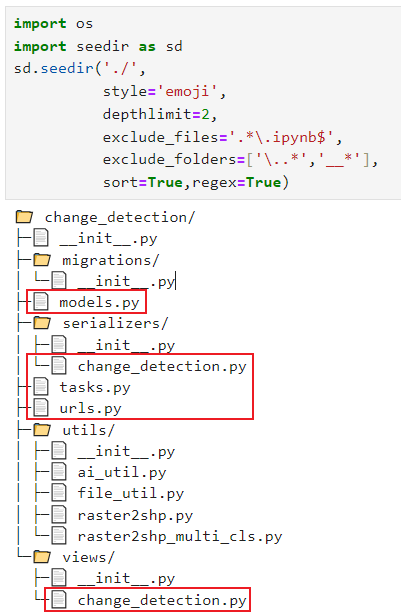 import os
import seedir as sd
sd.seedir('./',
style='emoji',
depthlimit=2,
exclude_files='.*\.ipynb$',
exclude_folders=['\..*','__*'],
sort=True,regex=True)
change_detection/
├─__init__.py
├─migrations/
│ └─__init__.py
├─models.py
├─serializers/
│ ├─__init__.py
│ └─change_detection.py
├─tasks.py
├─urls.py
├─utils/
│ ├─__init__.py
│ ├─ai_util.py
│ ├─file_util.py
│ ├─raster2shp.py
│ └─raster2shp_multi_cls.py
└─views/
├─__init__.py
└─change_detection.py